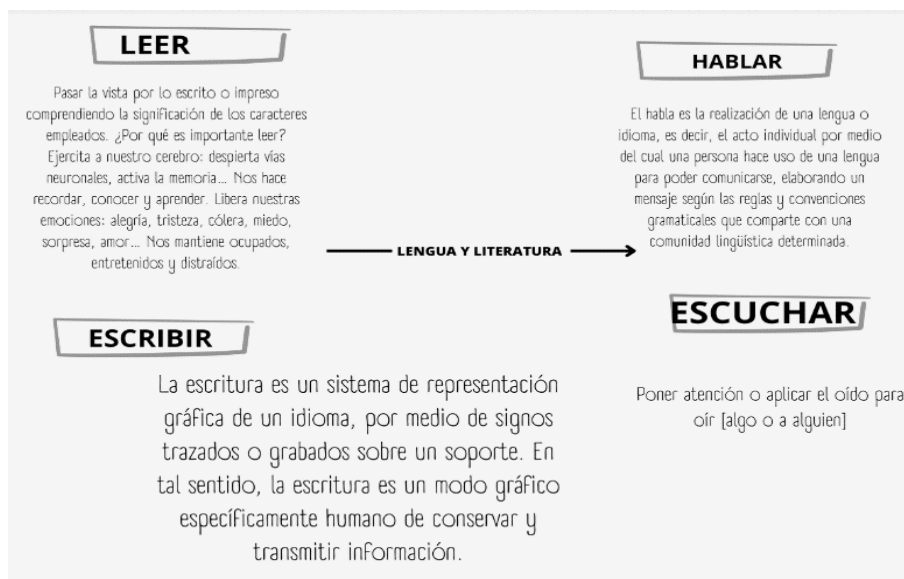 LEER
Pasar la vista por lo escrito o impreso
comprendiendo la significación de los caracteres
empleados. ¿Por qué es importante leer?
Ejercita a nuestro cerebro: despierta vías
neuronales, activa la memoria... Nos hace
recordar, conocer y aprender. Libera nuestras
emociones: alegría, tristeza, cólera, miedo,
sorpresa, amor... Nos mantiene ocupados,
entretenidos y distraídos.
HABLAR
El habla es la realización de una lengua o
idioma, es decir, el acto individual por medio
del cual una persona hace uso de una lengua
para poder comunicarse, elaborando un
mensaje según las reglas y convenciones
gramaticales que comparte con una
comunidad lingüística determinada.
LENGUA Y LITERATURA
ESCRIBIR
La escritura es un sistema de representación
gráfica de un idioma, por medio de signos
trazados o grabados sobre un soporte. En
tal sentido, la escritura es un modo gráfico
específicamente humano de conservar y
transmitir información.
ESCUCHAR
Poner atención o aplicar el oído para
oír [algo o a alguien]